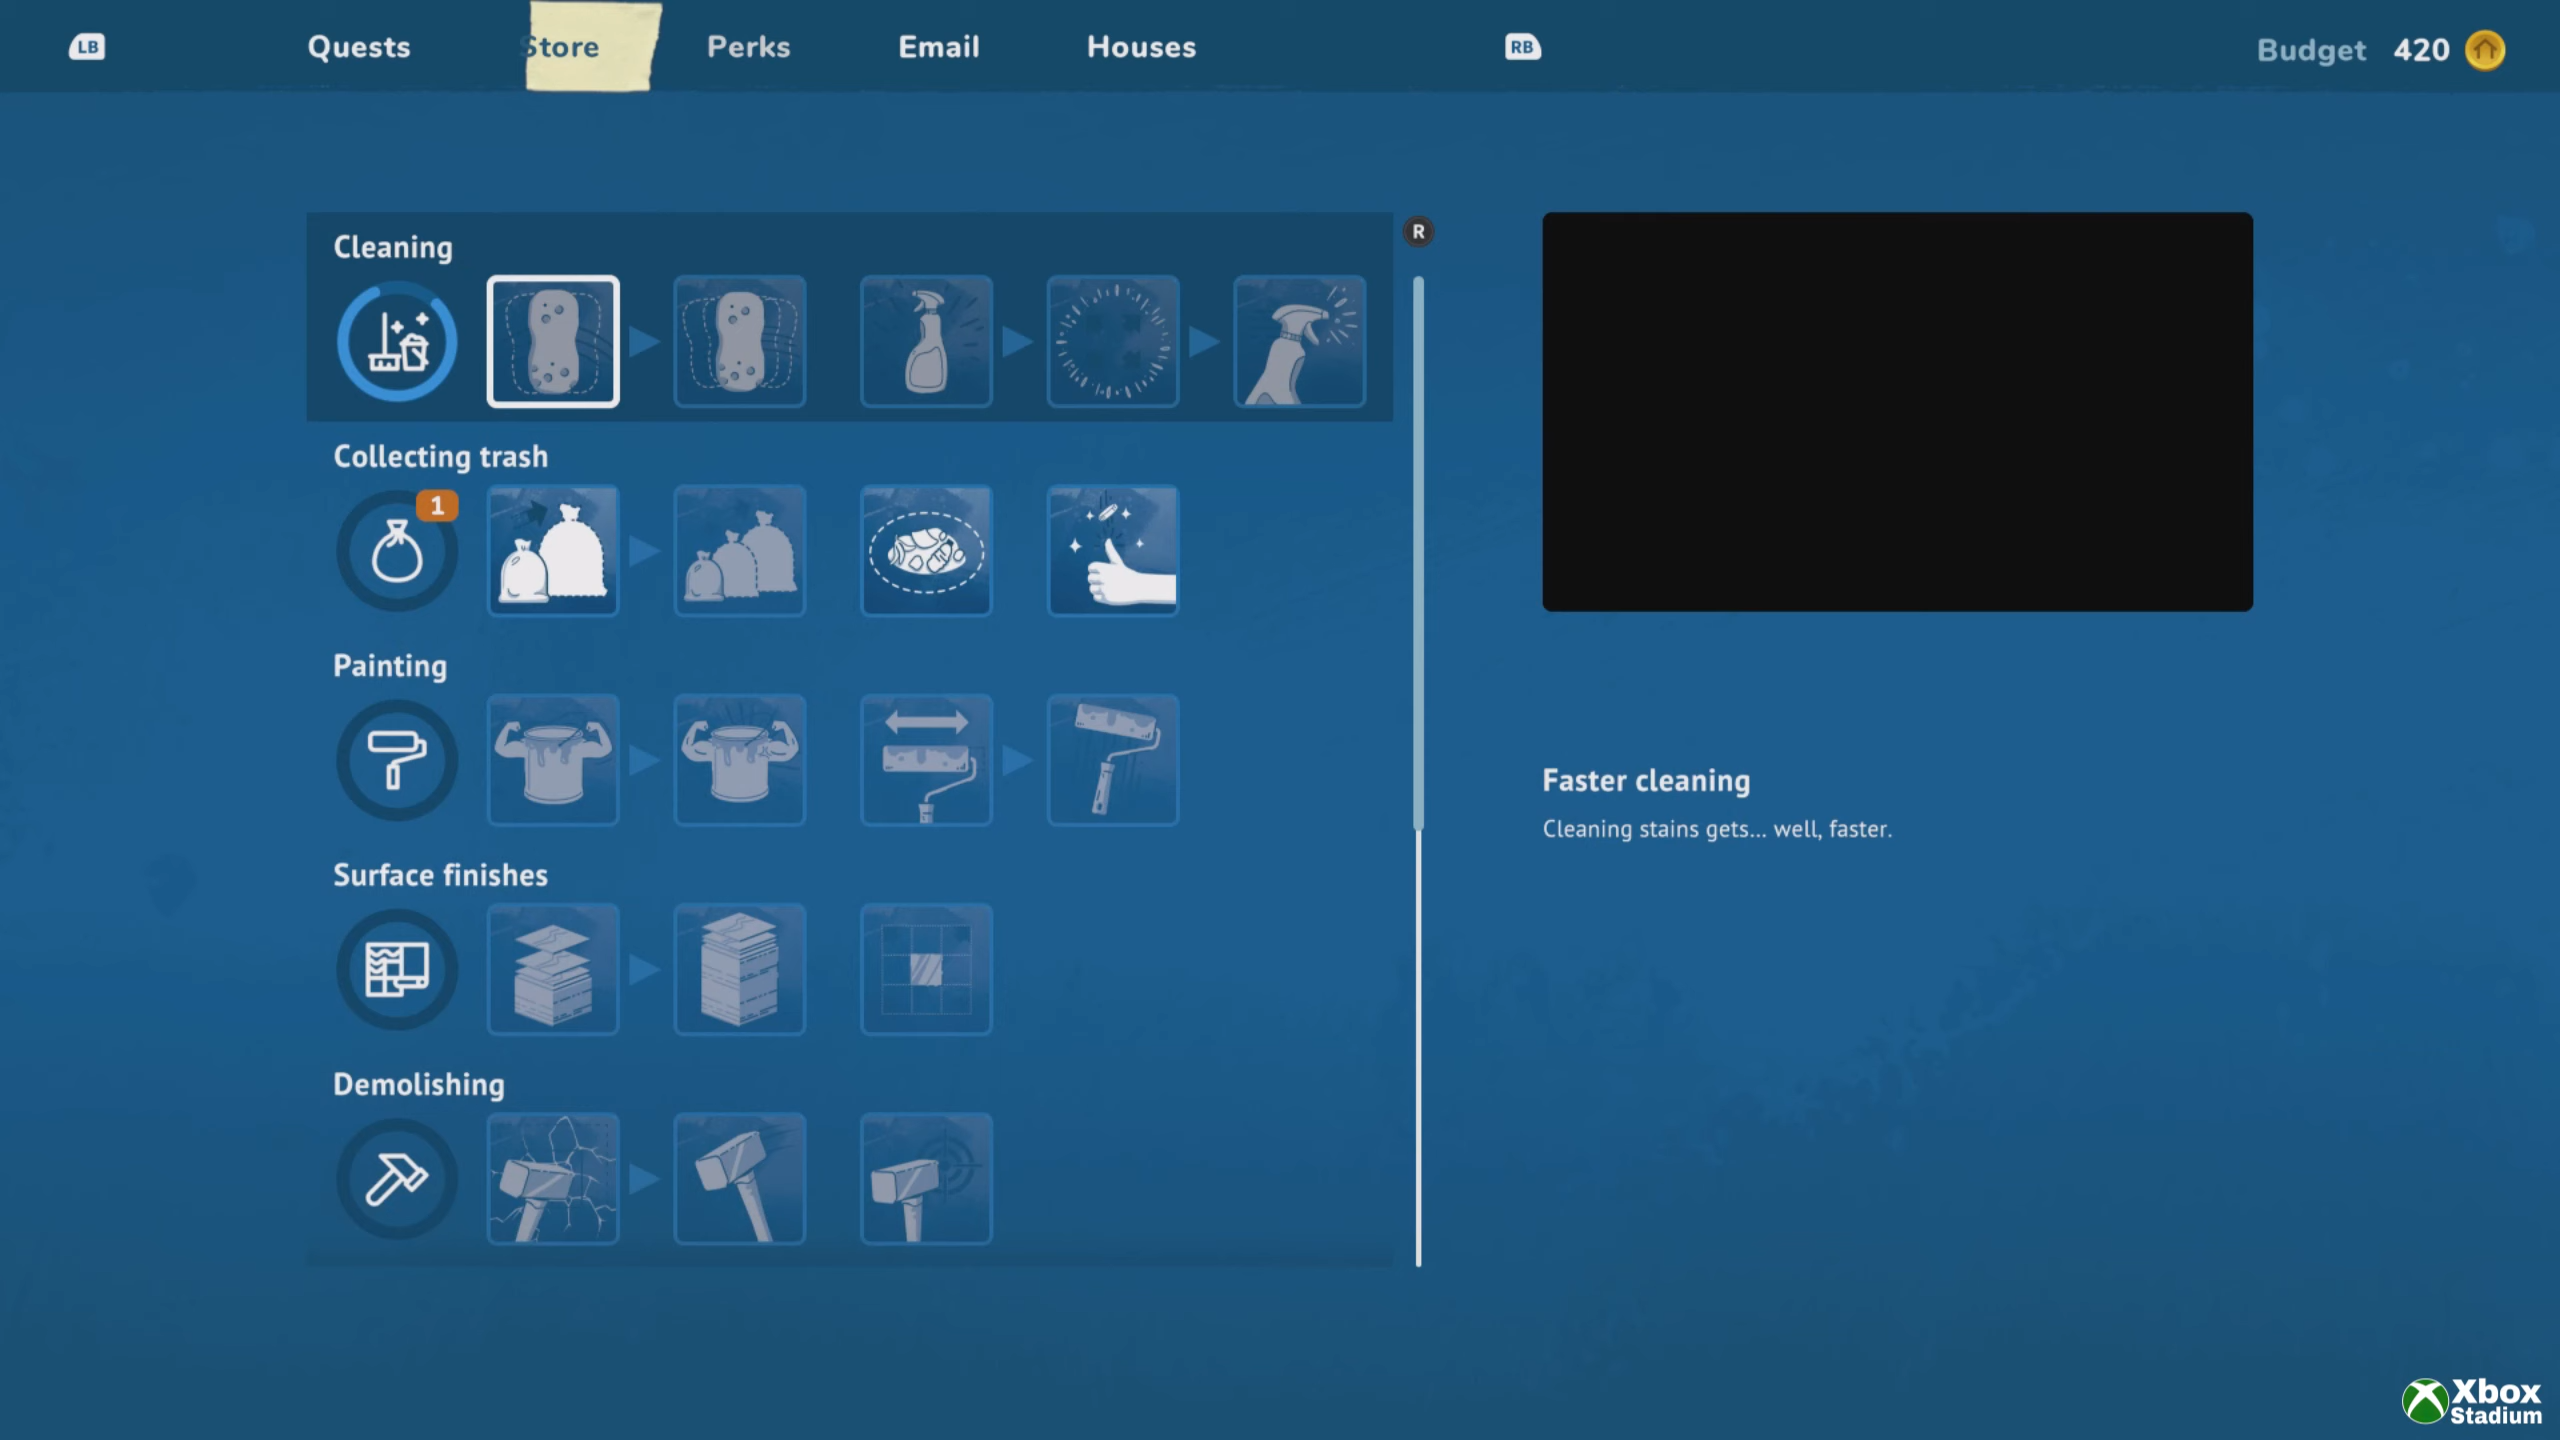 LB
Quests
Store
Perks
Email
Houses
RB
Budget 420
Cleaning
R
Collecting trash
1
Painting
Surface finishes
Demolishing
Faster cleaning
Cleaning stains gets... well, faster.
Xbox
Stadium